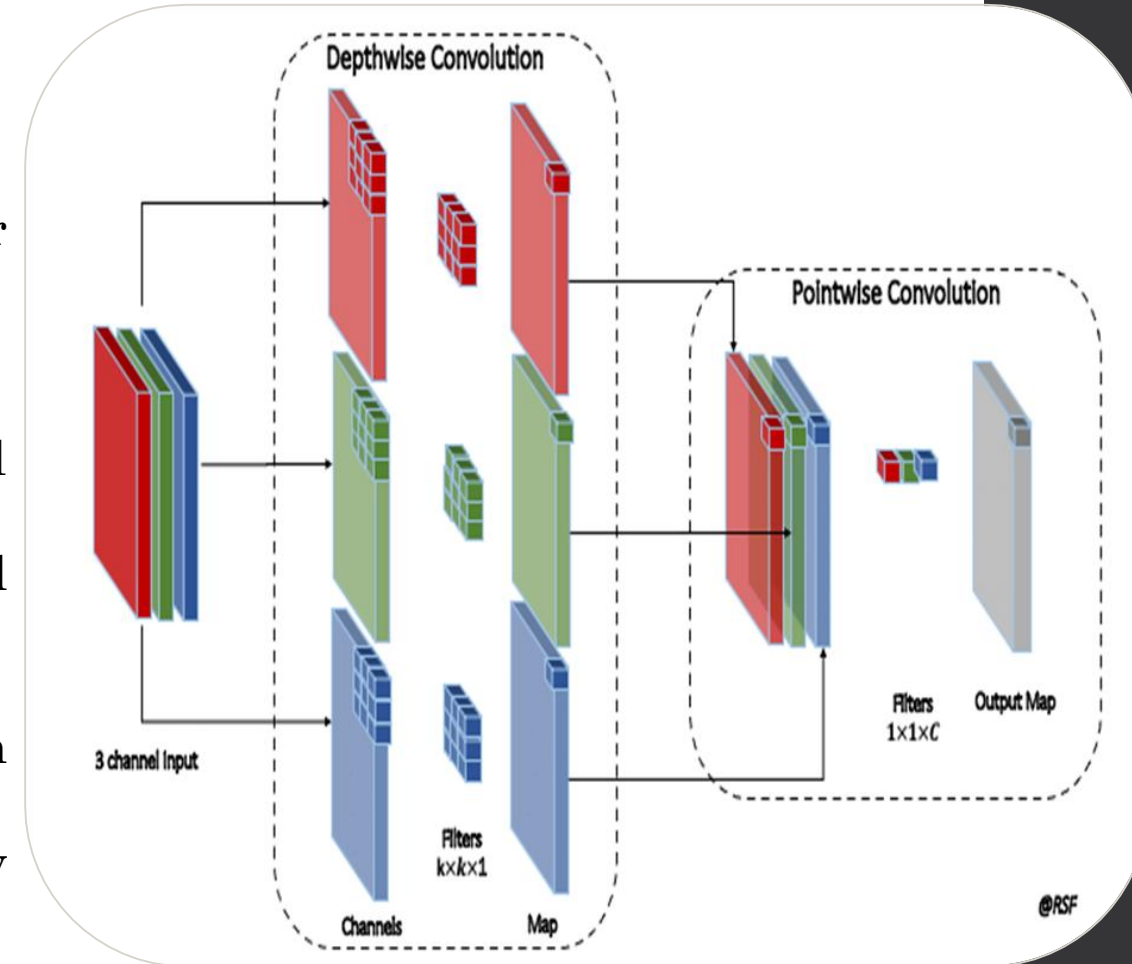 Depthwise Convolution
Pointwise Convolution
3 channel Input
Filters
k×k×1
Channels
Map
Filters
1×1×C
Output Map
@RSF